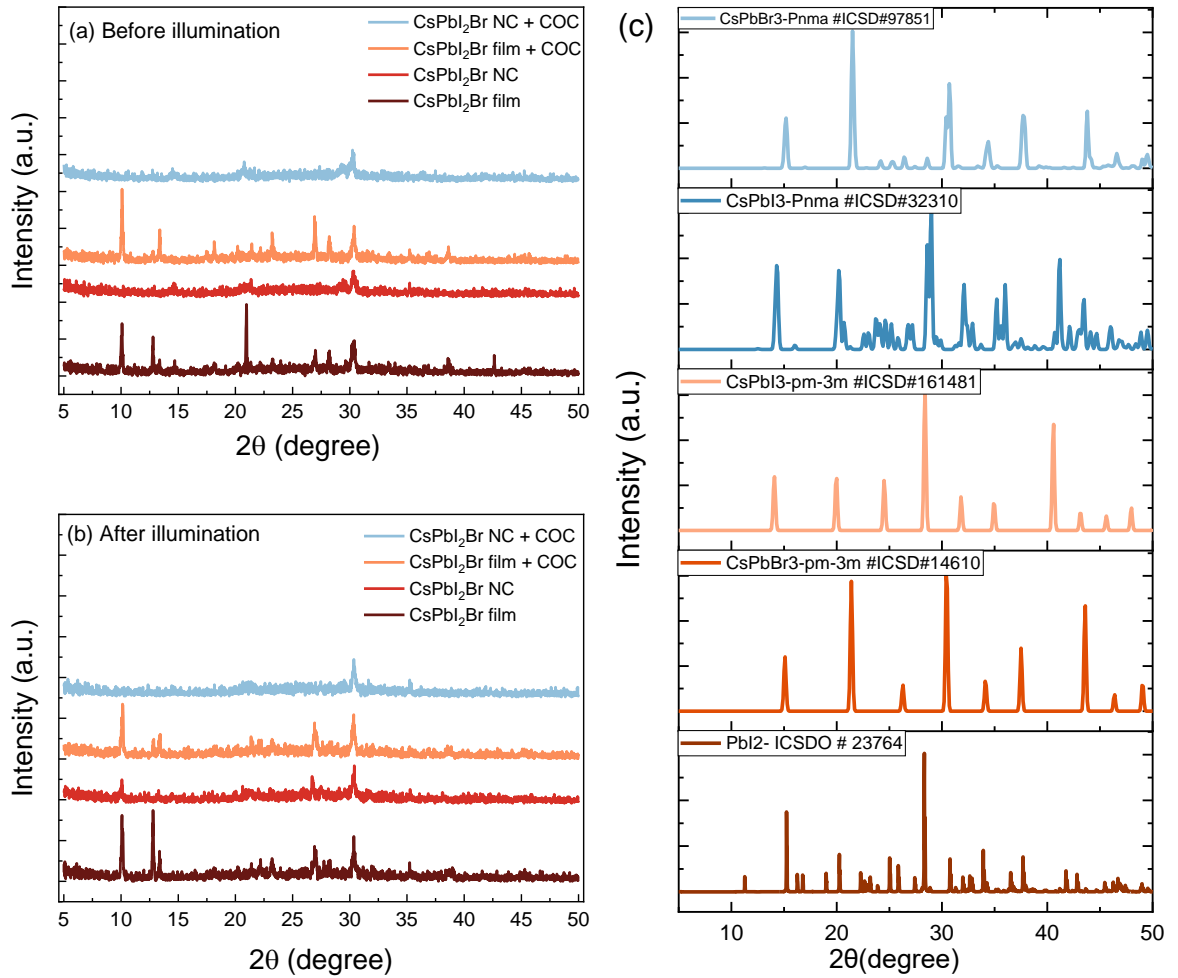 (a) Before illumination
CsPbI₂Br NC + COC
CsPbI₂Br film + COC
CsPbI₂Br NC
CsPbI₂Br film
Intensity (a.u.)
5 10 15 20 25 30 35 40 45 50
2θ (degree)
(b) After illumination
CsPbI₂Br NC + COC
CsPbI₂Br film + COC
CsPbI₂Br NC
CsPbI₂Br film
Intensity (a.u.)
5 10 15 20 25 30 35 40 45 50
2θ (degree)
(c)
CsPbBr3-Pnma #ICSD#97851
CsPbI3-Pnma #ICSD#32310
CsPbI3-pm-3m #ICSD#161481
CsPbBr3-pm-3m #ICSD#14610
PbI2- ICSDO # 23764
Intensity (a.u.)
10 20 30 40 50
2θ(degree)